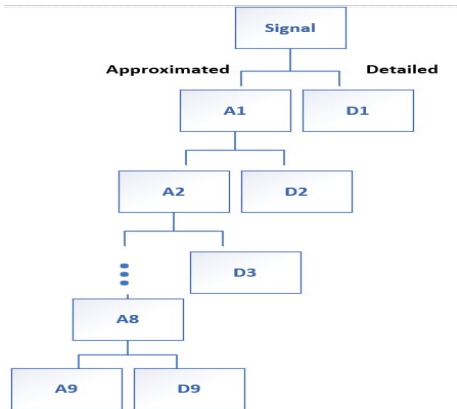 Signal
Approximated Detailed
A1 D1
A2 D2
D3
A8
A9 D9